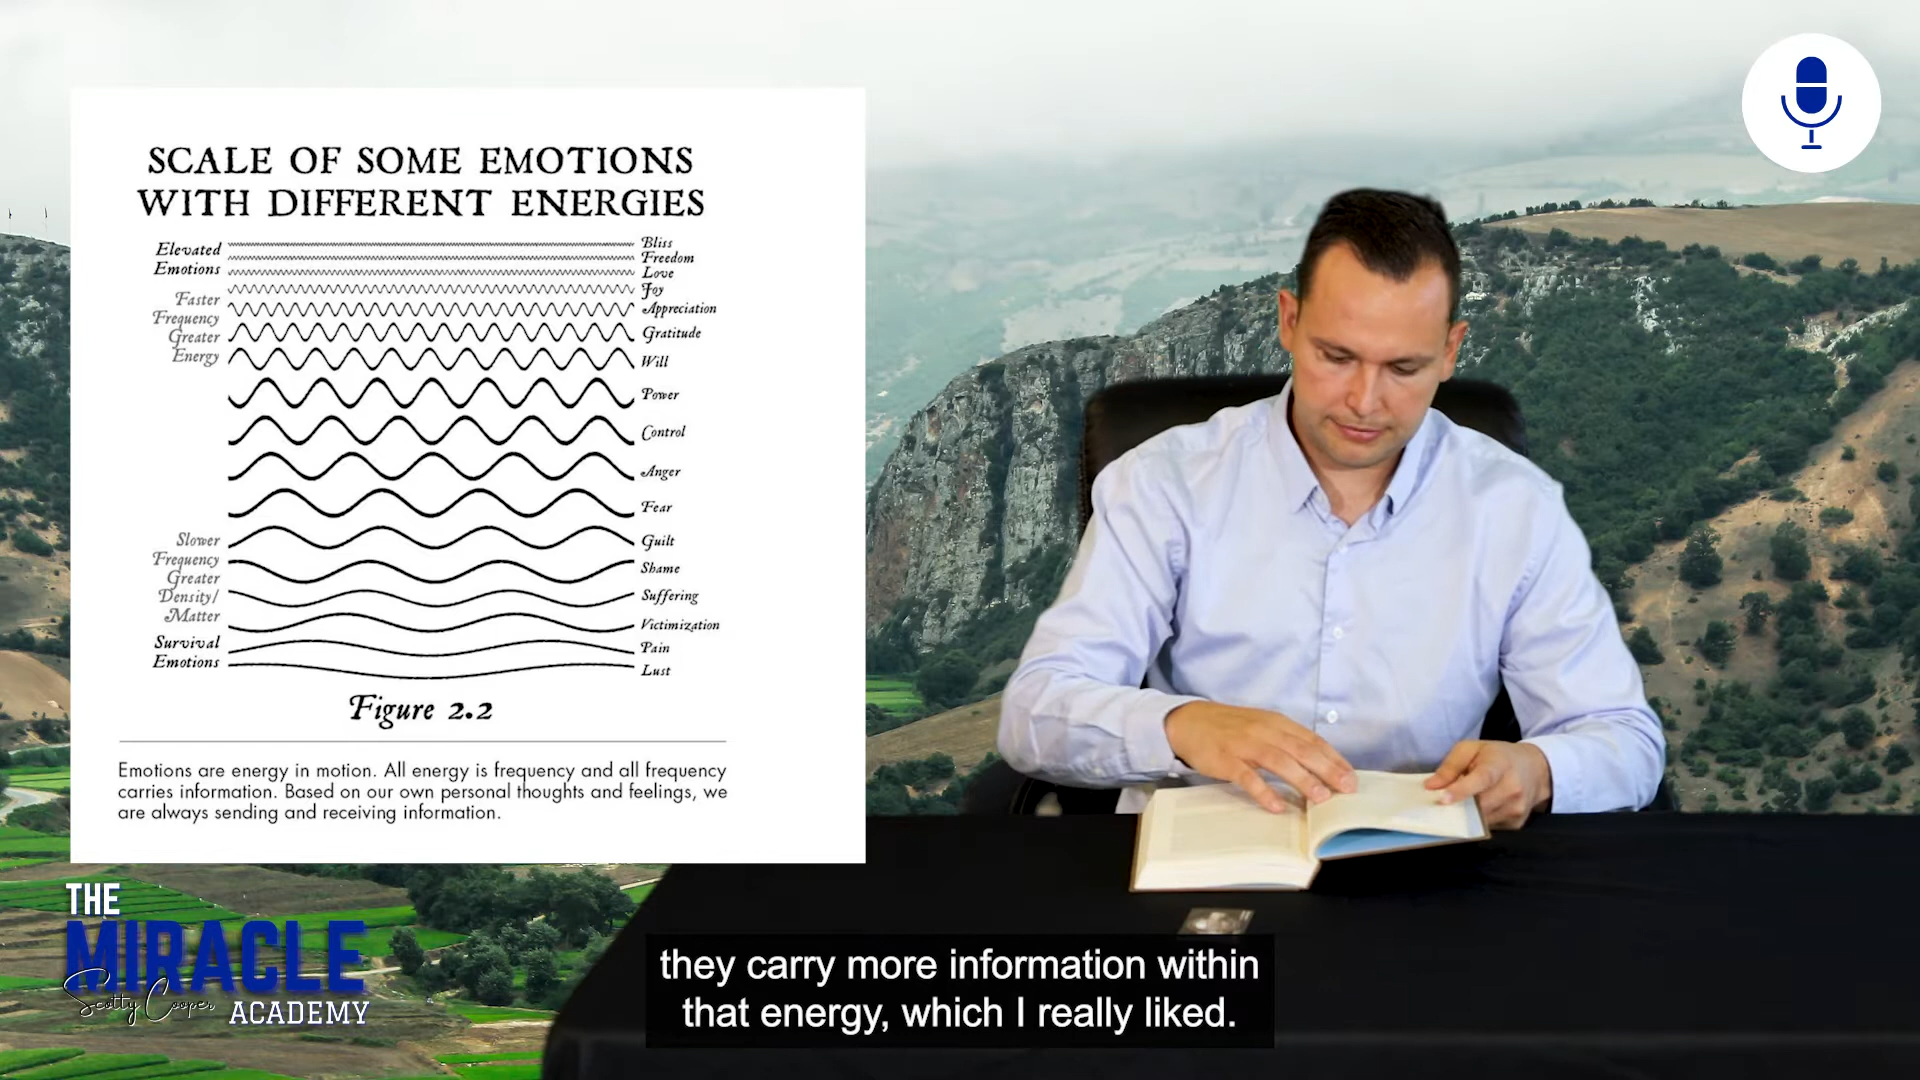 SCALE OF SOME EMOTIONS
WITH DIFFERENT ENERGIES
Elevated
Emotions
Faster
Frequency
Greater
Energy
Slower
Frequency
Greater
Density/
Matter
Survival
Emotions
Bliss
Freedom
Love
Joy
Appreciation
Gratitude
Will
Power
Control
Anger
Fear
Guilt
Shame
Suffering
Victimization
Pain
Lust
Figure 2.2
Emotions are energy in motion. All energy is frequency and all frequency
carries information. Based on our own personal thoughts and feelings, we
are always sending and receiving information.
THE
MIRACLE
Scotty Cooper
ACADEMY
they carry more information within
that energy, which I really liked.